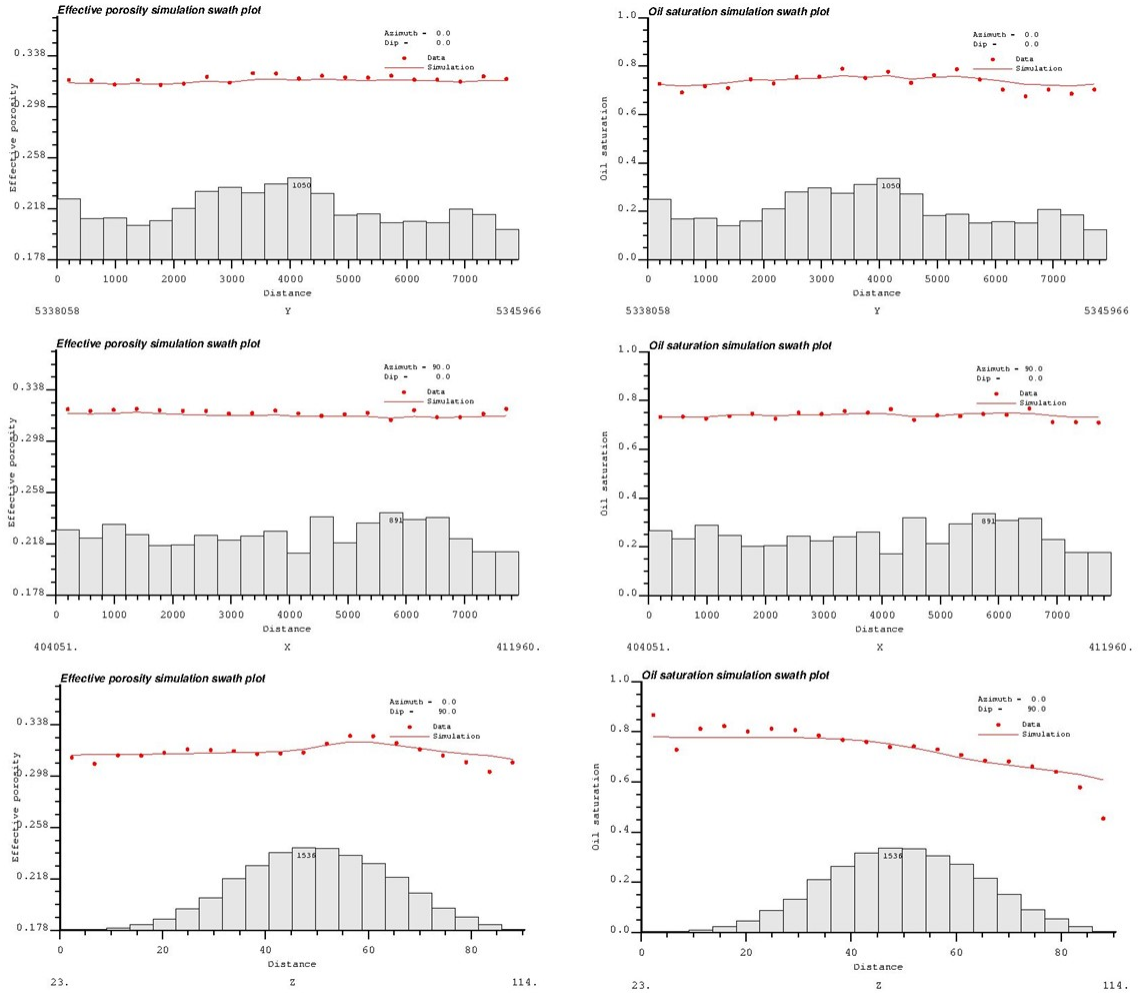 Effective porosity simulation swath plot
Azimuth = 0.0
Dip = 0.0
Data
Simulation
Effective porosity
0.338
0.298
0.258
0.218
0.178
1050
0 1000 2000 3000 4000 5000 6000 7000
Distance
5338058 Y 5345966
Oil saturation simulation swath plot
Azimuth = 0.0
Dip = 0.0
Data
Simulation
Oil saturation
1.0
0.8
0.6
0.4
0.2
0.0
1050
0 1000 2000 3000 4000 5000 6000 7000
Distance
5338058 Y 5345966
Effective porosity simulation swath plot
Azimuth = 90.0
Dip = 0.0
Data
Simulation
Effective porosity
0.338
0.298
0.258
0.218
0.178
891
0 1000 2000 3000 4000 5000 6000 7000
Distance
404051. X 411960.
Oil saturation simulation swath plot
Azimuth = 90.0
Dip = 0.0
Data
Simulation
Oil saturation
1.0
0.8
0.6
0.4
0.2
0.0
891
0 1000 2000 3000 4000 5000 6000 7000
Distance
404051. X 411960.
Effective porosity simulation swath plot
Azimuth = 0.0
Dip = 90.0
Data
Simulation
Effective porosity
0.338
0.298
0.258
0.218
0.178
1536
0 20 40 60 80
Distance
23. Z 114.
Oil saturation simulation swath plot
Azimuth = 0.0
Dip = 90.0
Data
Simulation
Oil saturation
1.0
0.8
0.6
0.4
0.2
0.0
1536
0 20 40 60 80
Distance
23. Z 114.